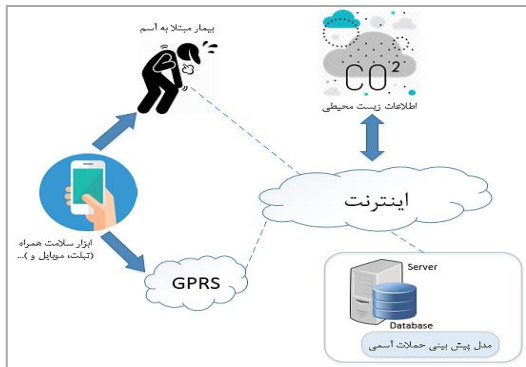 بیمار مبتلا به آسم
CO²
اطلاعات زیست محیطی
اینترنت
ابزار سلامت همراه
(تبلت، موبایل و )...
GPRS
Server
Database
مدل پیش بینی حملات آسمی